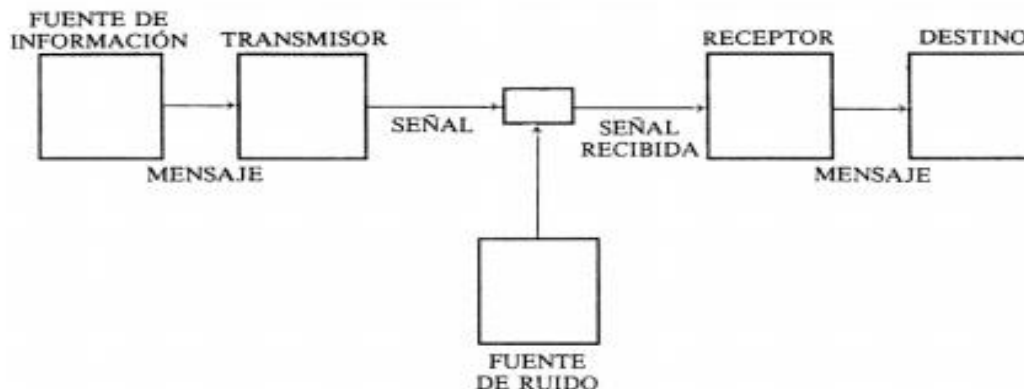 FUENTE DE
INFORMACIÓN
TRANSMISOR
RECEPTOR
DESTINO
SEÑAL
SEÑAL
RECIBIDA
MENSAJE
MENSAJE
FUENTE
DE RUIDO